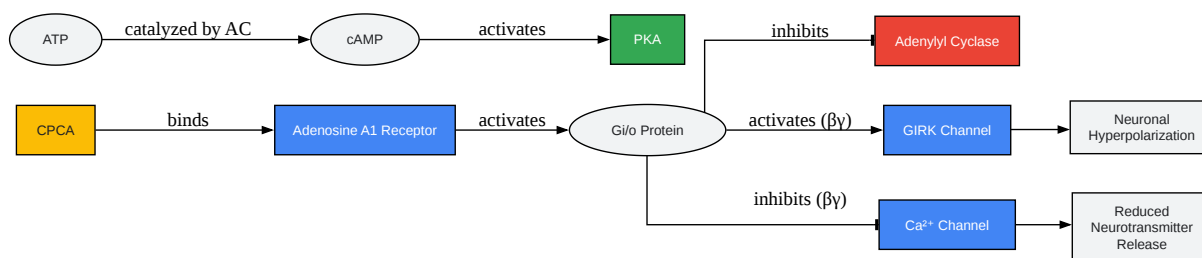 ATP
catalyzed by AC
cAMP
activates
PKA
inhibits
Adenylyl Cyclase
CPCA
binds
Adenosine A1 Receptor
activates
Gi/o Protein
activates (βγ)
GIRK Channel
Neuronal
Hyperpolarization
inhibits (βγ)
Ca²⁺ Channel
Reduced
Neurotransmitter
Release